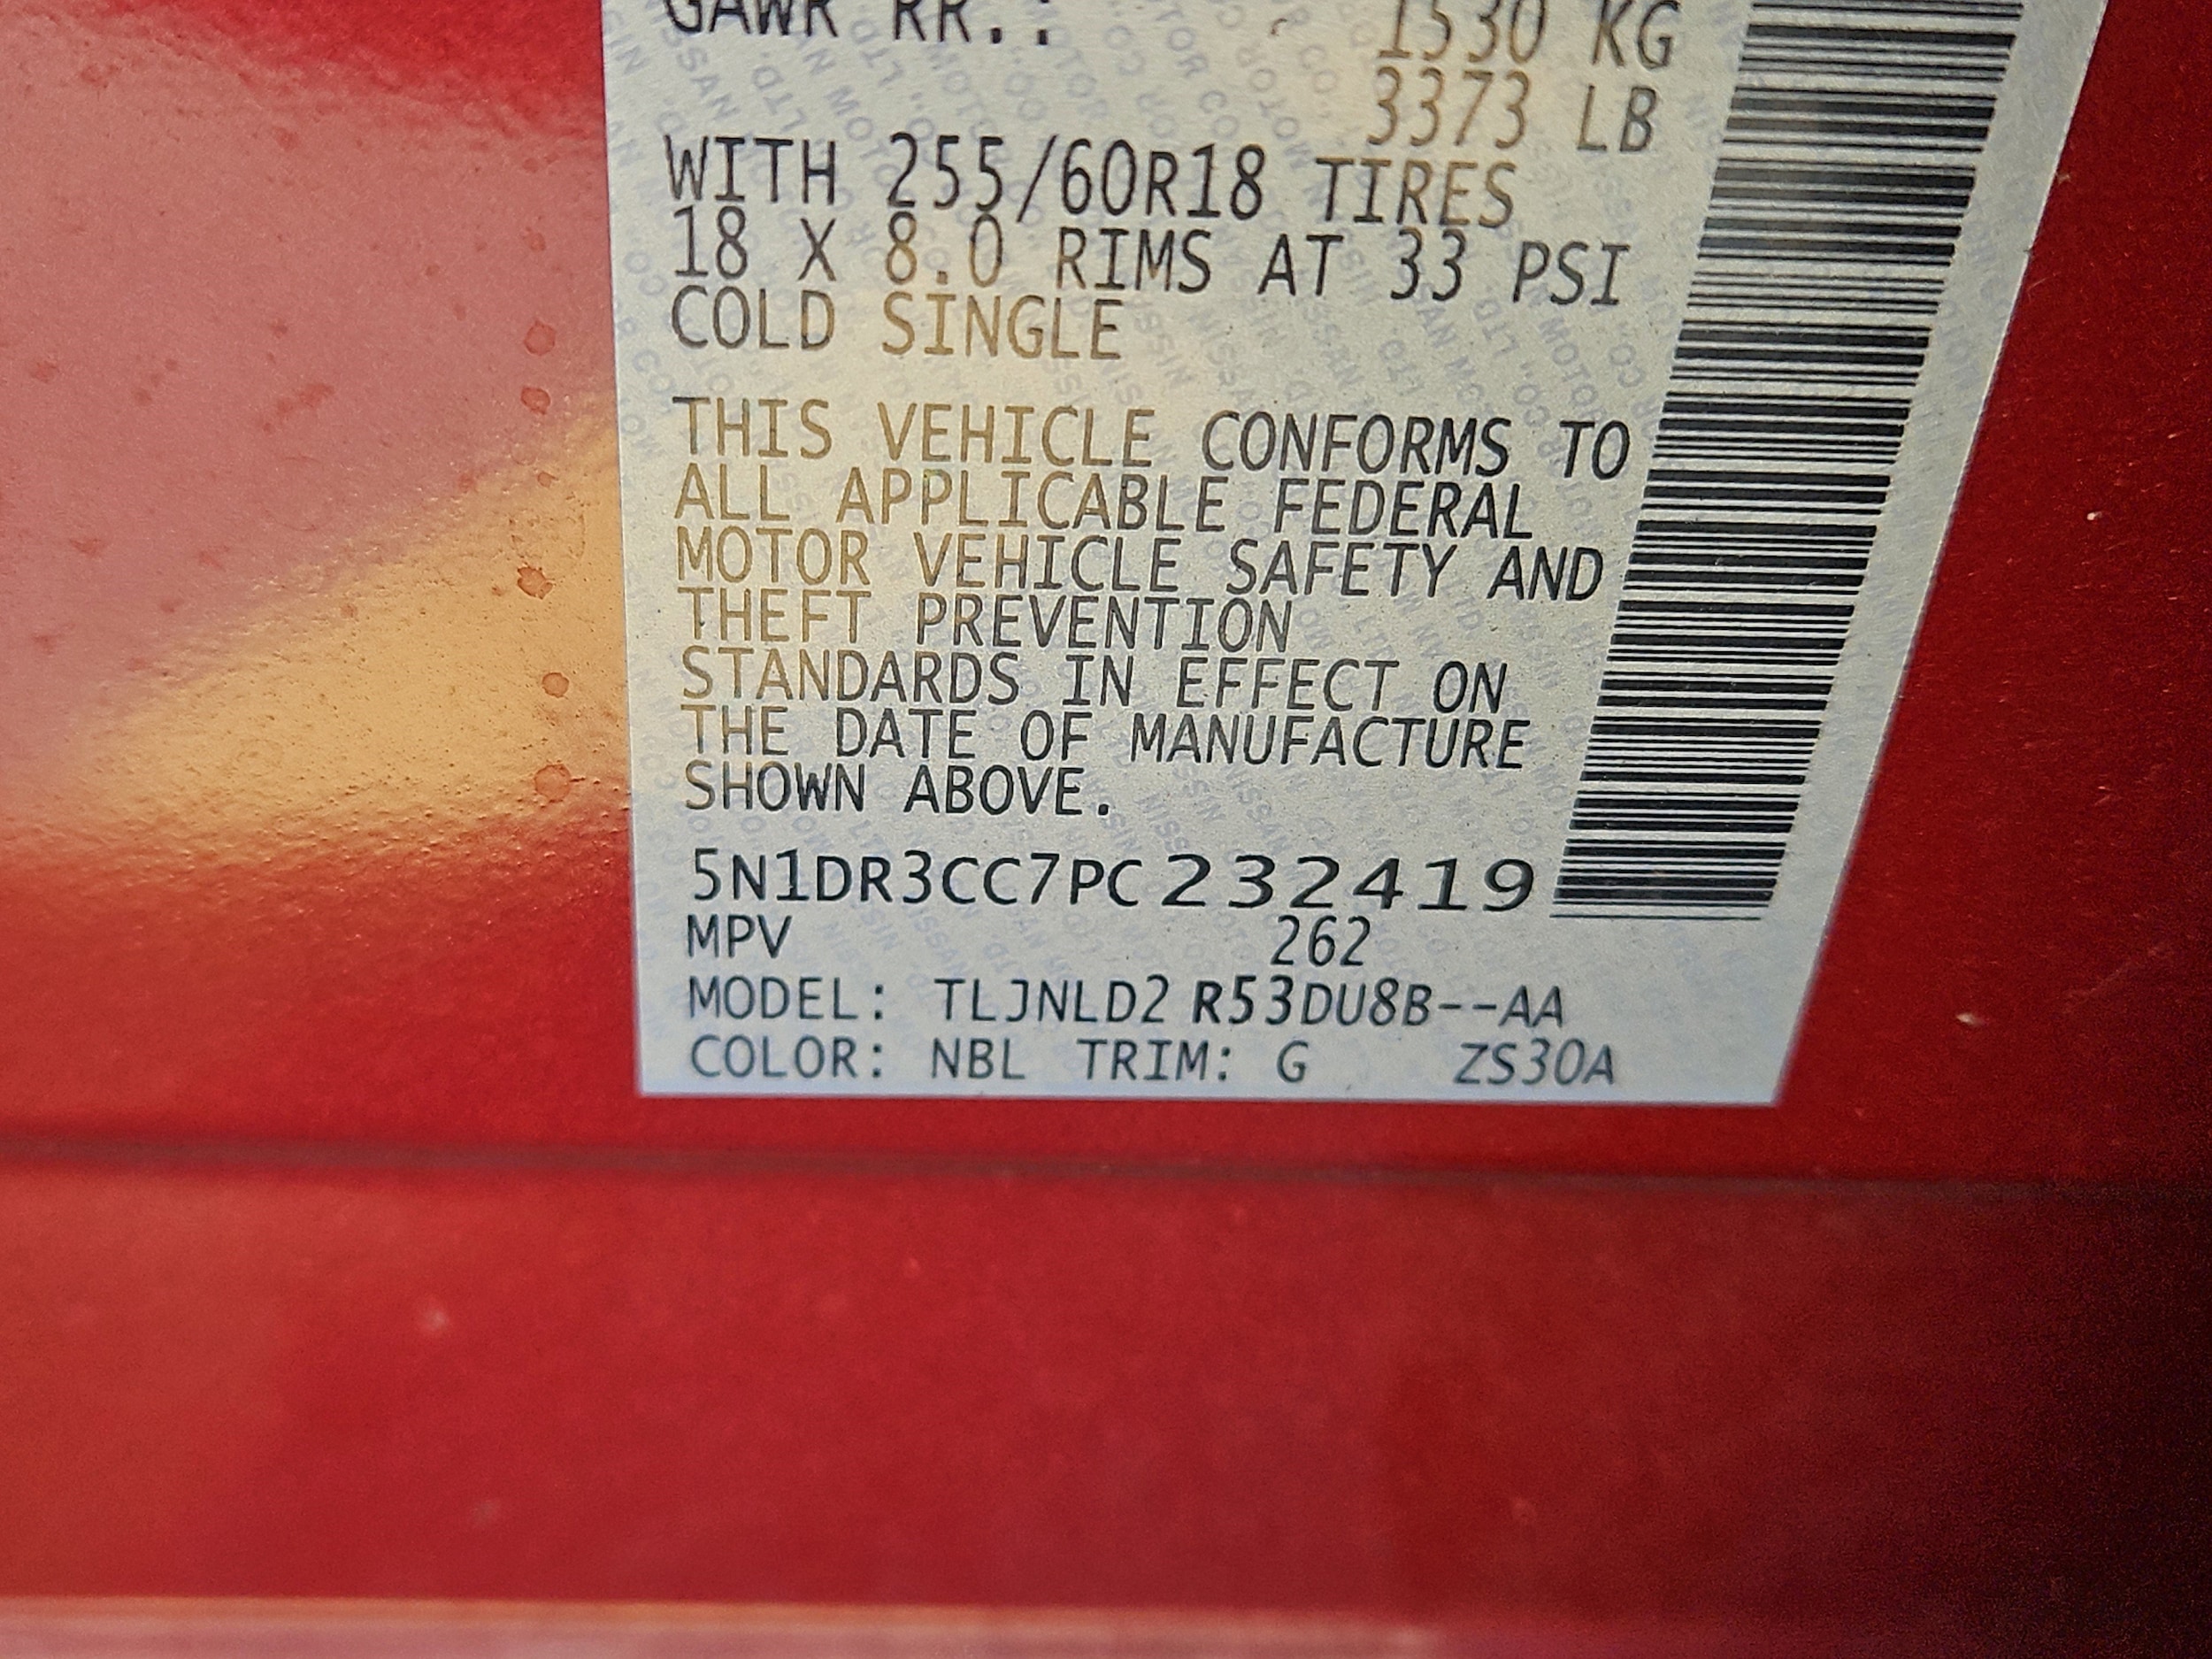 GAWR RR.: 1530 KG
3373 LB
WITH 255/60R18 TIRES
18 X 8.0 RIMS AT 33 PSI
COLD SINGLE
THIS VEHICLE CONFORMS TO
ALL APPLICABLE FEDERAL
MOTOR VEHICLE SAFETY AND
THEFT PREVENTION
STANDARDS IN EFFECT ON
THE DATE OF MANUFACTURE
SHOWN ABOVE.
5N1DR3CC7PC232419
MPV 262
MODEL: TLJNLD2 R53DU8B--AA
COLOR: NBL TRIM: G ZS30A